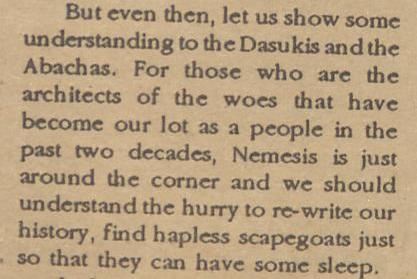 But even then, let us show some
understanding to the Dasukis and the
Abachas. For those who are the
architects of the woes that have
become our lot as a people in the
past two decades, Nemesis is just
around the corner and we should
understand the hurry to re-write our
history, find hapless scapegoats just
so that they can have some sleep.